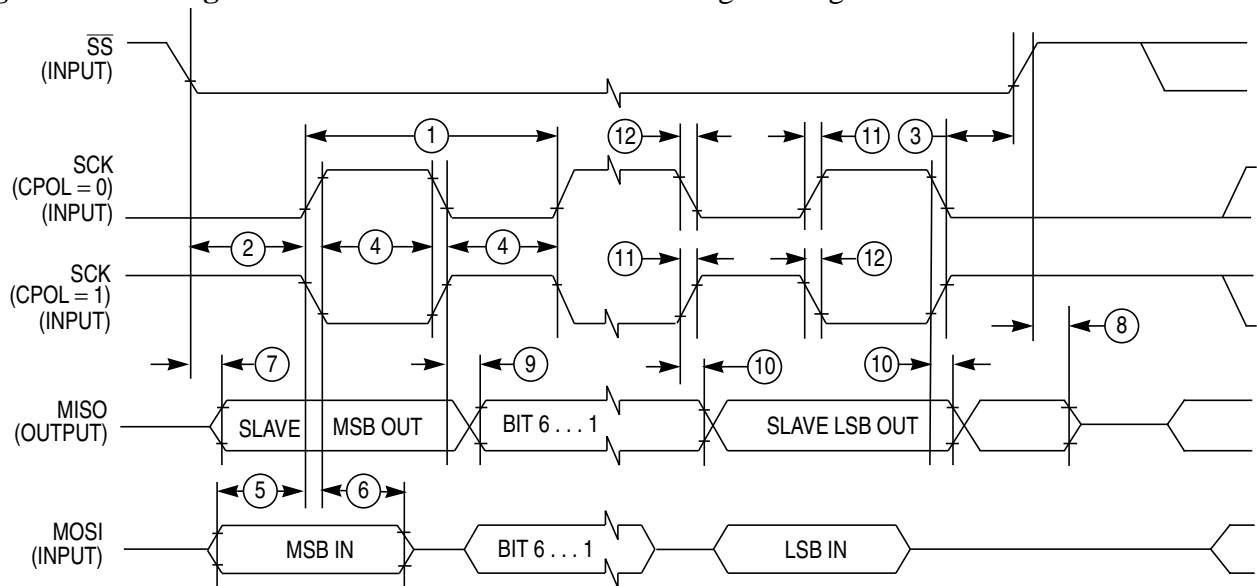 SS
(INPUT)
1
12
11
3
SCK
(CPOL = 0)
(INPUT)
2
4
4
11
12
SCK
(CPOL = 1)
(INPUT)
7
9
10
10
8
MISO
(OUTPUT)
SLAVE MSB OUT
BIT 6 . . . 1
SLAVE LSB OUT
5
6
MOSI
(INPUT)
MSB IN
BIT 6 . . . 1
LSB IN